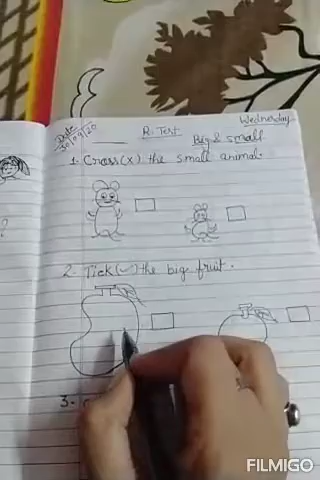 Wednesday
Date
30/09/20
R. Test
Big & small
1. Cross(X) the small animal.
2. Tick(✓) the big fruit.
3.
FILMIGO